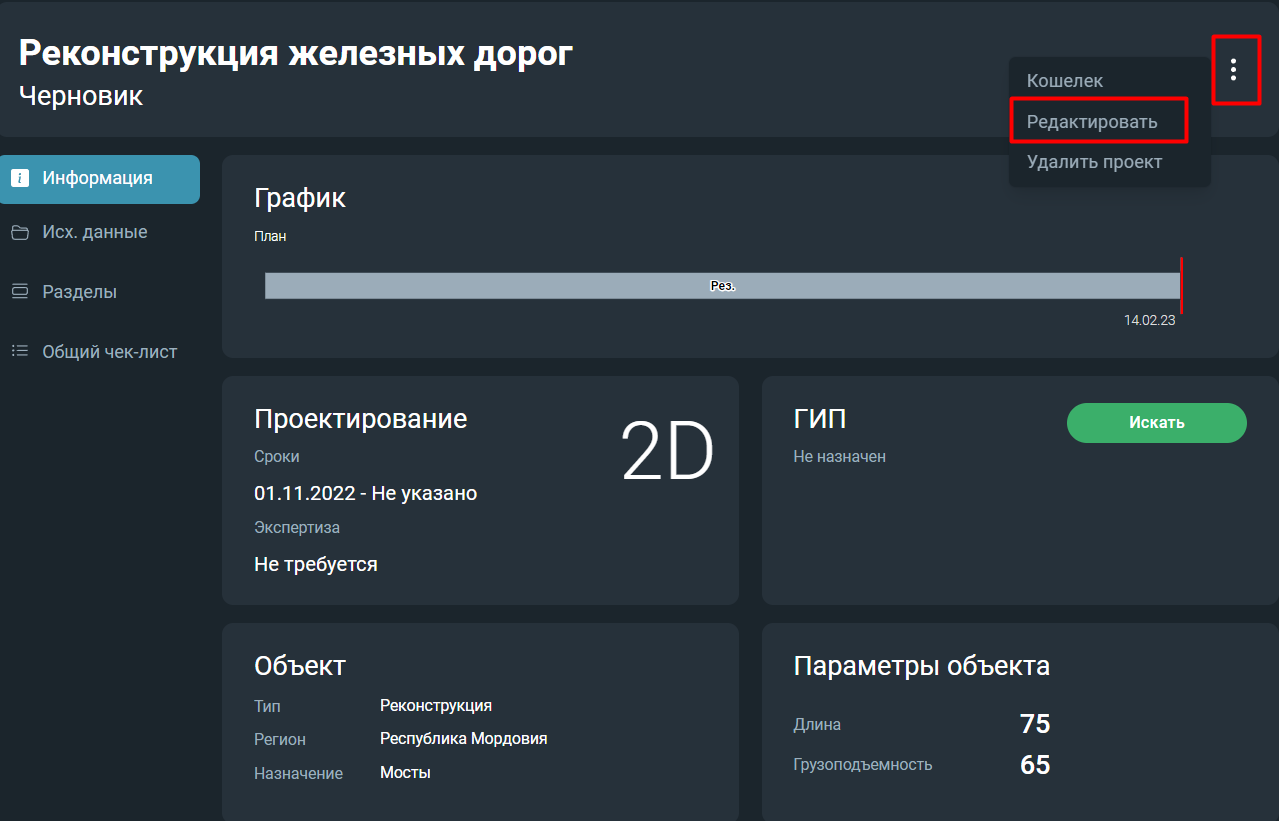 Реконструкция железных дорог
Черновик
Кошелек
Редактировать
Удалить проект
Информация
Исх. данные
Разделы
Общий чек-лист
График
План
Рез.
14.02.23
Проектирование
2D
Сроки
01.11.2022 - Не указано
Экспертиза
Не требуется
ГИП
Искать
Не назначен
Объект
Тип Реконструкция
Регион Республика Мордовия
Назначение Мосты
Параметры объекта
Длина 75
Грузоподъемность 65